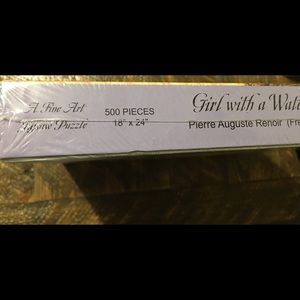 A Fine Art
Jigsaw Puzzle
500 PIECES
18" x 24"
Girl with a
Pierre Auguste Renoir